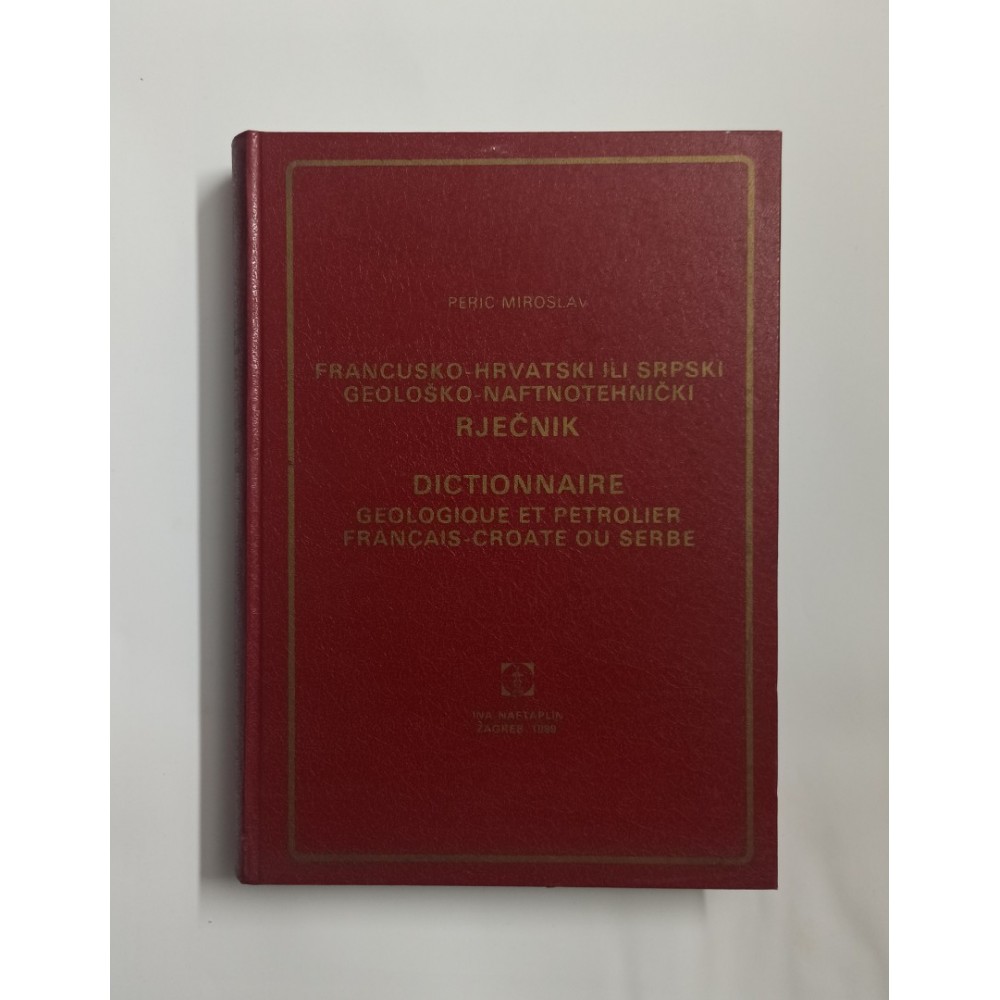 PERIC MIROSLAV
FRANCUSKO-HRVATSKI ILI SRPSKI
GEOLOŠKO-NAFTNOTEHNIČKI
RJEČNIK
DICTIONNAIRE
GEOLOGIQUE ET PETROLIER
FRANÇAIS-CROATE OU SERBE
INA-NAFTAPLIN
ZAGREB,